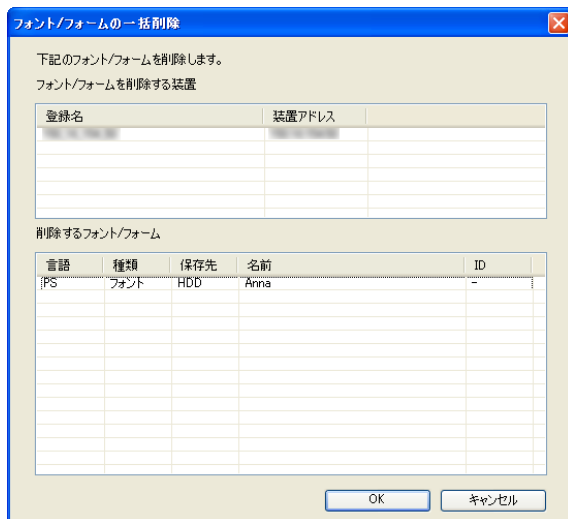 フォント/フォームの一括削除
下記のフォント/フォームを削除します。
フォント/フォームを削除する装置
登録名 装置アドレス
削除するフォント/フォーム
言語 種類 保存先 名前 ID
PS フォント HDD Anna -
OK キャンセル